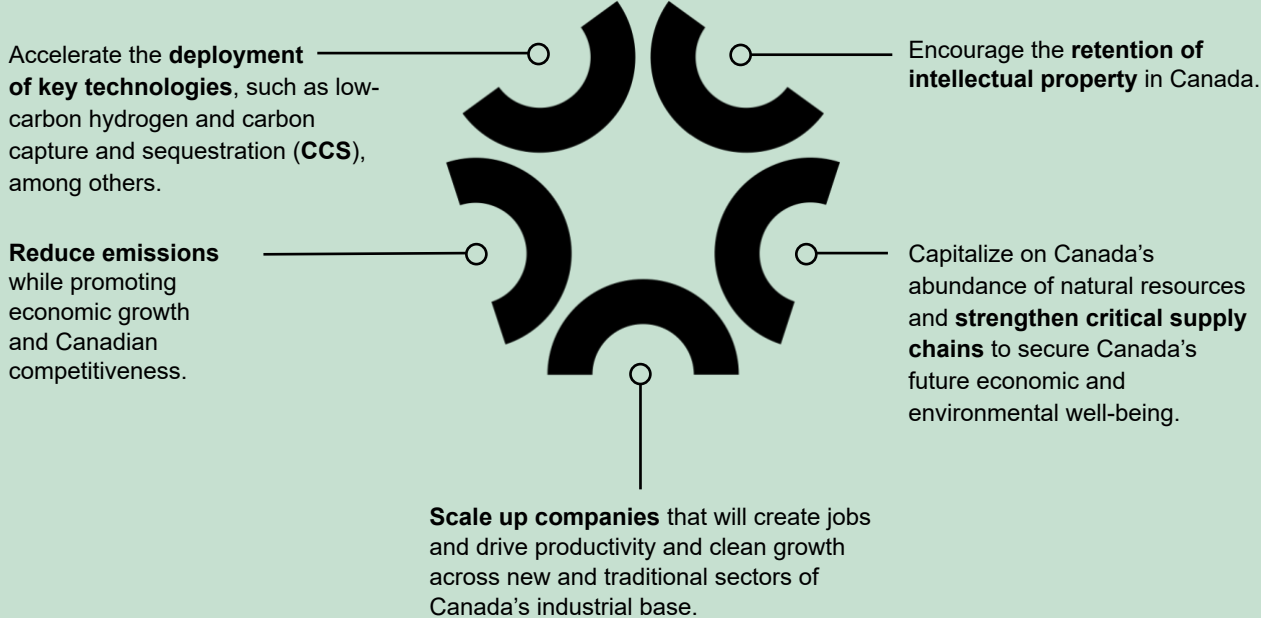 Accelerate the deployment
of key technologies, such as low-
carbon hydrogen and carbon
capture and sequestration (CCS),
among others.
Reduce emissions
while promoting
economic growth
and Canadian
competitiveness.
Scale up companies that will create jobs
and drive productivity and clean growth
across new and traditional sectors of
Canada’s industrial base.
Encourage the retention of
intellectual property in Canada.
Capitalize on Canada’s
abundance of natural resources
and strengthen critical supply
chains to secure Canada’s
future economic and
environmental well-being.